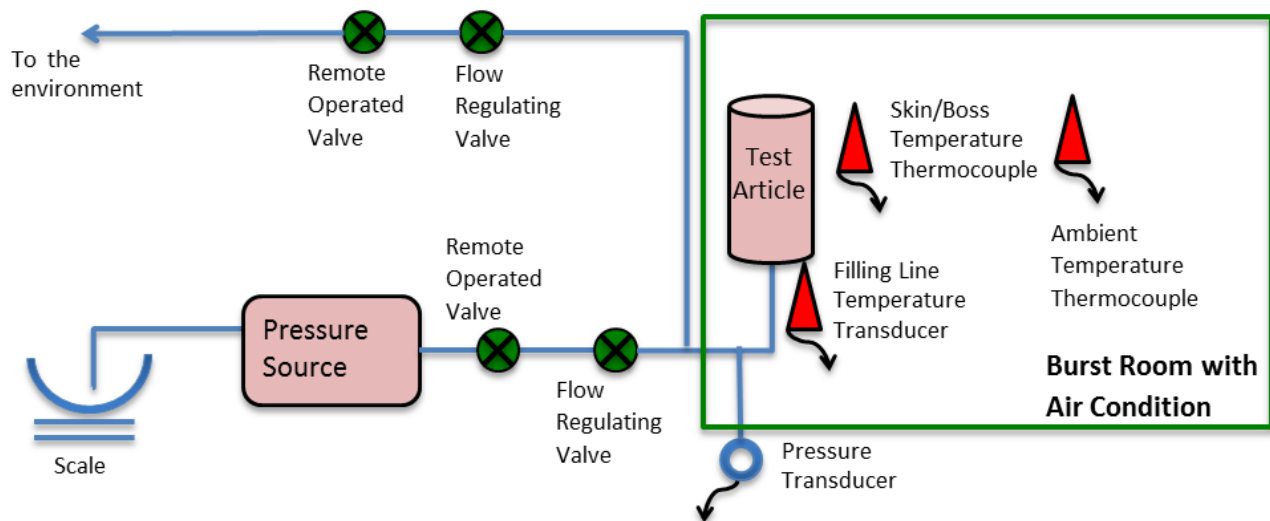 To the
environment
Remote
Operated
Valve
Flow
Regulating
Valve
Test
Article
Skin/Boss
Temperature
Thermocouple
Ambient
Temperature
Thermocouple
Filling Line
Temperature
Transducer
Remote
Operated
Valve
Pressure
Source
Flow
Regulating
Valve
Scale
Burst Room with
Air Condition
Pressure
Transducer